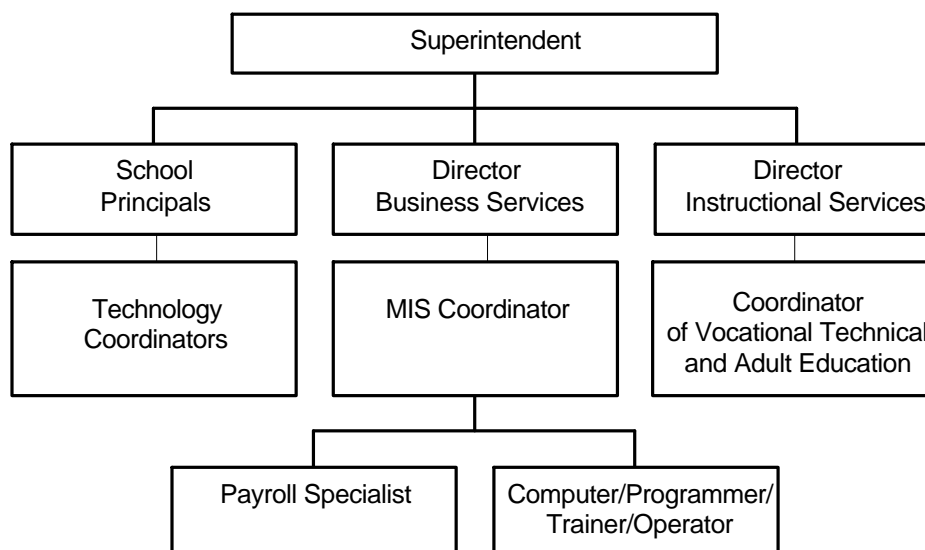 Superintendent
School
Principals
Director
Business Services
Director
Instructional Services
Technology
Coordinators
MIS Coordinator
Coordinator
of Vocational Technical
and Adult Education
Payroll Specialist
Computer/Programmer/
Trainer/Operator